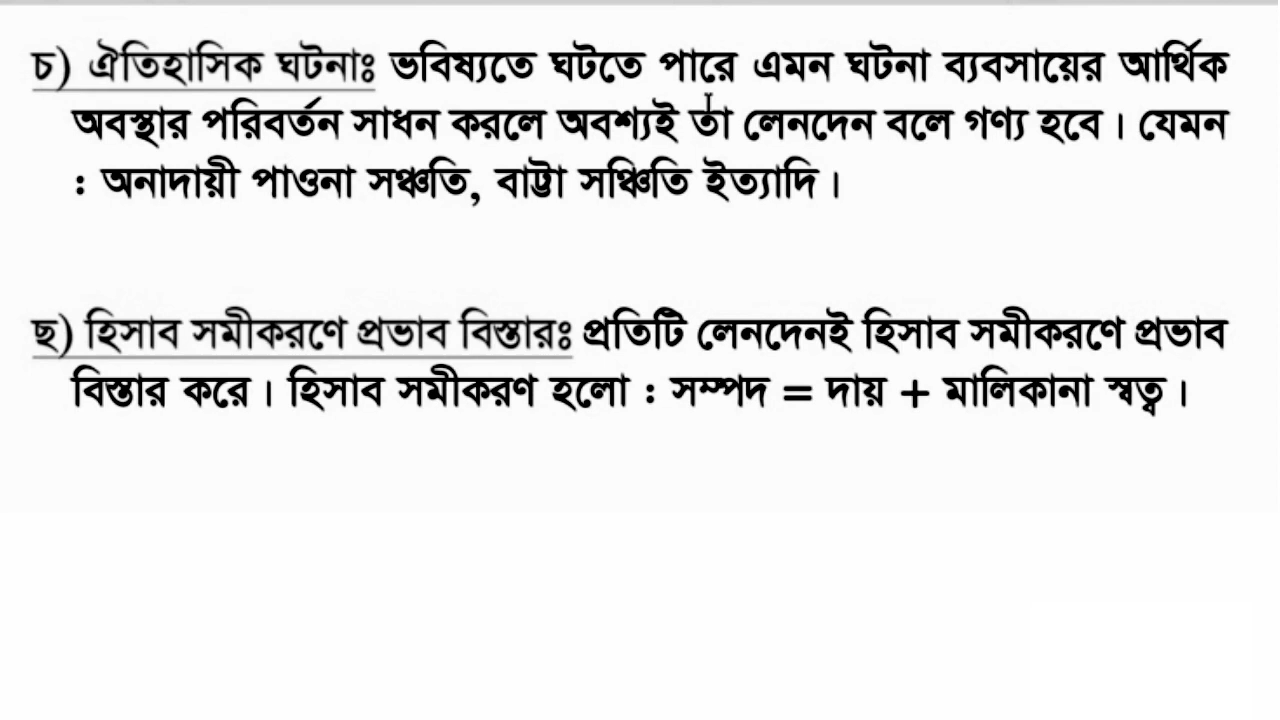 চ) ঐতিহাসিক ঘটনাঃ ভবিষ্যতে ঘটতে পারে এমন ঘটনা ব্যবসায়ের আর্থিক
অবস্থার পরিবর্তন সাধন করলে অবশ্যই তা লেনদেন বলে গণ্য হবে। যেমন
: অনাদায়ী পাওনা সঞ্চতি, বাট্টা সঞ্চিতি ইত্যাদি।
ছ) হিসাব সমীকরণে প্রভাব বিস্তারঃ প্রতিটি লেনদেনই হিসাব সমীকরণে প্রভাব
বিস্তার করে। হিসাব সমীকরণ হলো : সম্পদ = দায় + মালিকানা স্বত্ব।